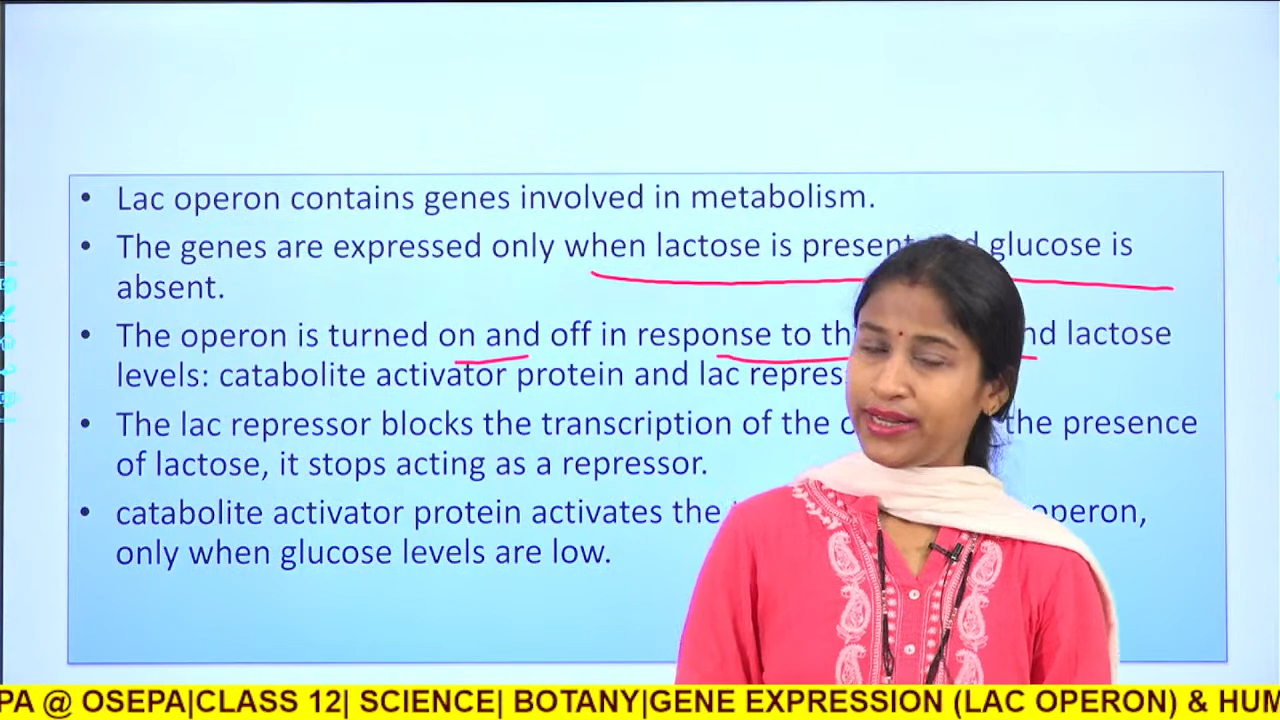 • Lac operon contains genes involved in metabolism.
• The genes are expressed only when lactose is present glucose is
absent.
• The operon is turned on and off in response to lactose
levels: catabolite activator protein and lac
• The lac repressor blocks the transcription of the the presence
of lactose, it stops acting as a repressor.
• catabolite activator protein activates the operon,
only when glucose levels are low.
PA @ OSEPA|CLASS 12| SCIENCE| BOTANY|GENE EXPRESSION (LAC OPERON) & HUM